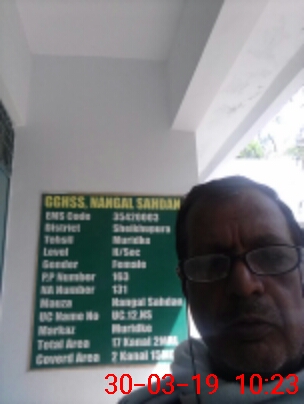 GGHSS, NANGAL SAHDAN
EMS Code 35420003
District Sheikhupura
Tehsil Muridke
Level H/Sec
Gender Female
P.P Number 163
NA Number 131
Mauza Nangal Sahdan
UC Name No UC.12.NS
Markaz Muridke
Total Area 17 Kanal 2MAL
Coverd Area 2 Kanal
30-03-19 10:23